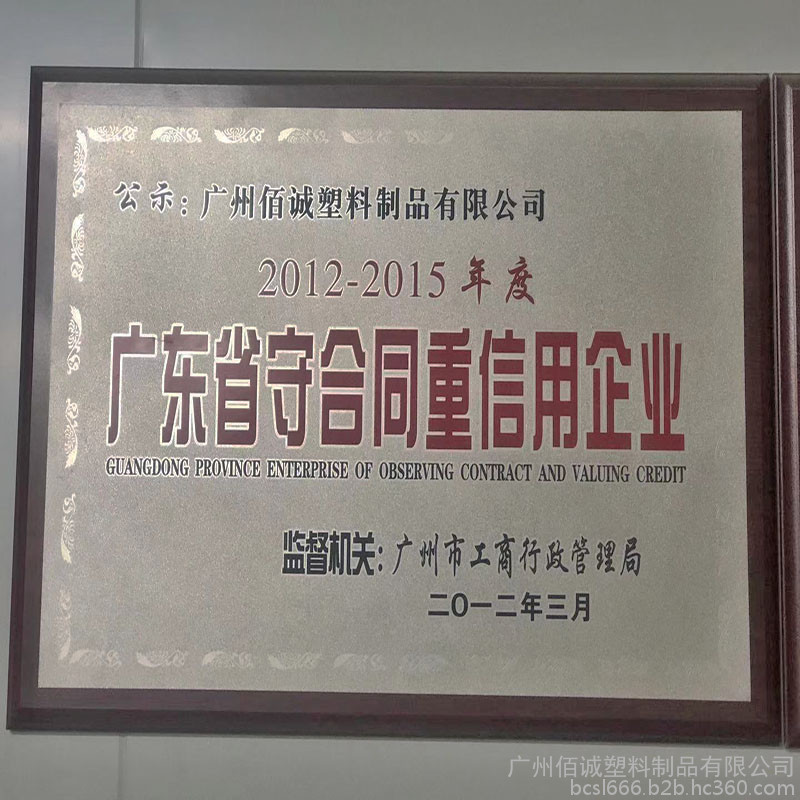 公示:广州佰诚塑料制品有限公司
2012-2015年度
广东省守合同重信用企业
GUANGDONG PROVINCE ENTERPRISE OF OBSERVING CONTRACT AND VALUING CREDIT
监督机关:广州市工商行政管理局
二〇一二年三月
广州佰诚塑料制品有限公司
bcsl666.b2b.hc360.com